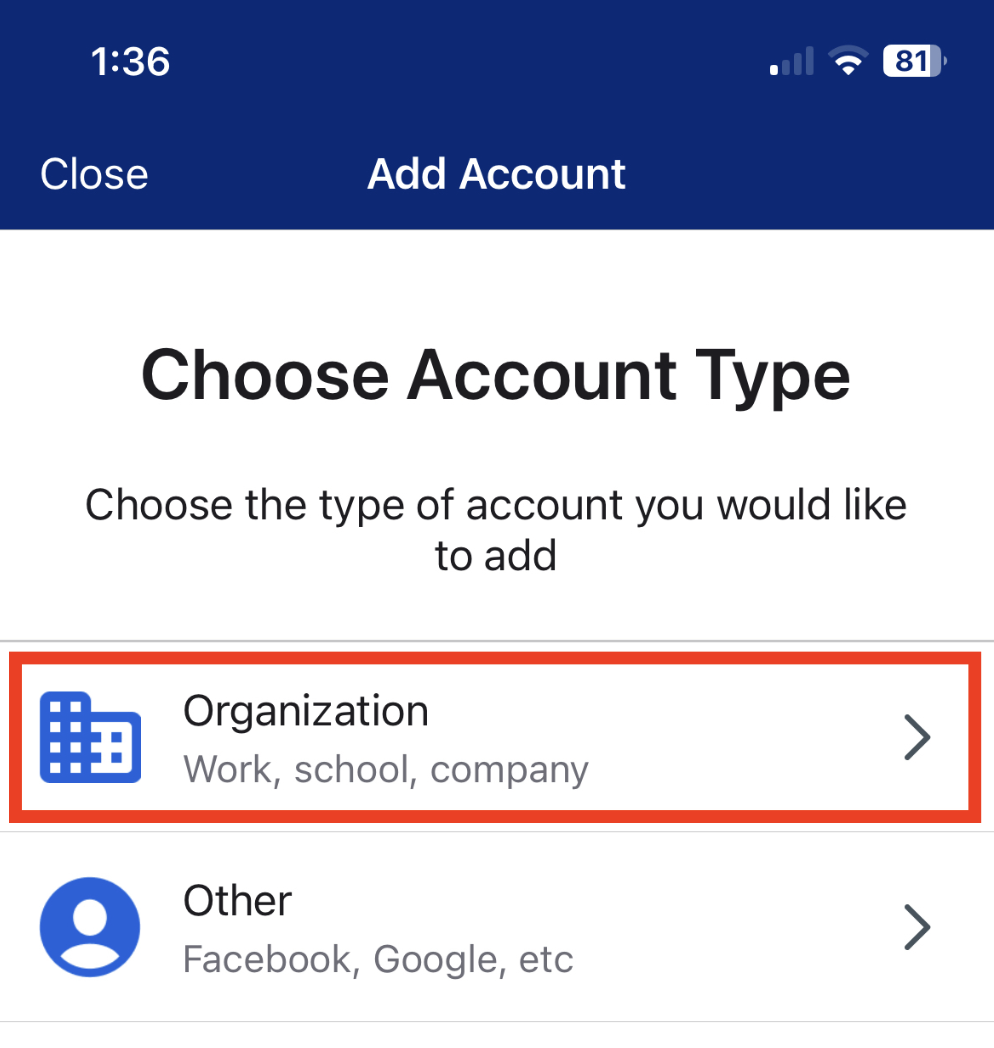 1:36
81
Close
Add Account
Choose Account Type
Choose the type of account you would like
to add
Organization
Work, school, company
Other
Facebook, Google, etc